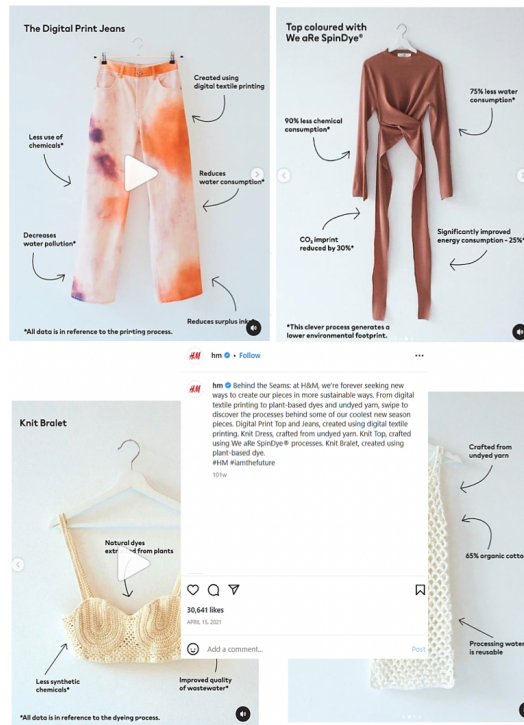 The Digital Print Jeans
Created using
digital textile printing
Less use of
chemicals*
Reduces
water consumption*
Decreases
water pollution*
Reduces surplus
*All data is in reference to the printing process.
Top coloured with
We aRe SpinDye®
75% less water
consumption*
90% less chemical
consumption*
CO₂ imprint
reduced by 30%*
Significantly improved
energy consumption - 25%*
*This clever process generates a
lower environmental footprint.
H&M hm • Follow
H&M hm Behind the Seams: at H&M, we're forever seeking new
ways to create our pieces in more sustainable ways. From digital
textile printing to plant-based dyes and undyed yarn, swipe to
discover the processes behind some of our coolest new season
pieces. Digital Print Top and Jeans, created using digital textile
printing. Knit Dress, crafted from undyed yarn. Knit Top, crafted
using We aRe SpinDye® processes. Knit Bralet, created using
plant-based dye.
#HM #iamthefuture
101w
30,641 likes
APRIL 15, 2021
Add a comment...
Post
Knit Bralet
Natural dyes
from plants
Less synthetic
chemicals*
Improved quality
of wastewater*
*All data is in reference to the dyeing process.
Crafted from
undyed yarn
65% organic
Processing water
is reusable